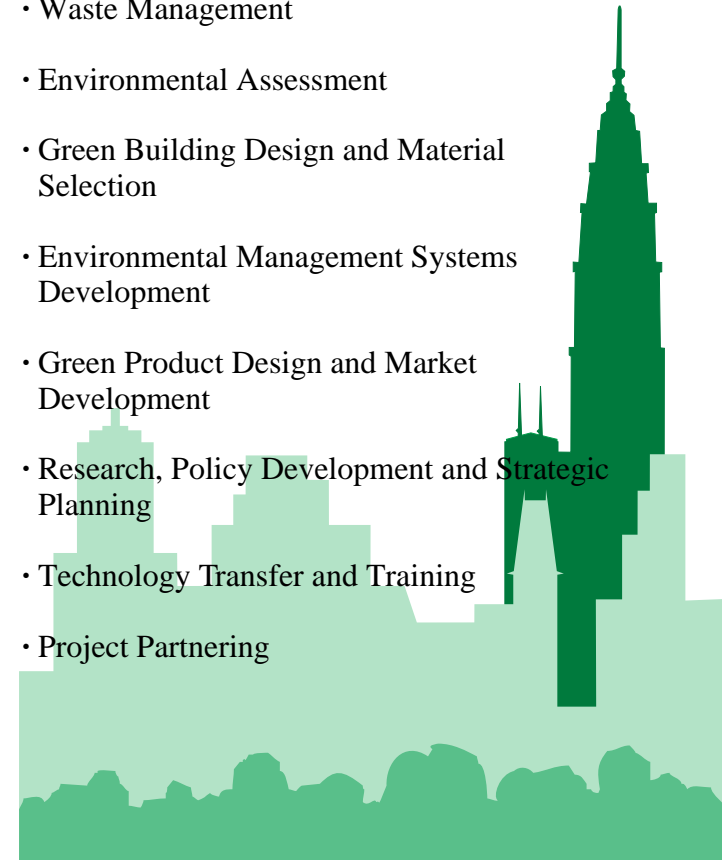 · Waste Management
· Environmental Assessment
· Green Building Design and Material
Selection
· Environmental Management Systems
Development
· Green Product Design and Market
Development
· Research, Policy Development and Strategic
Planning
· Technology Transfer and Training
· Project Partnering